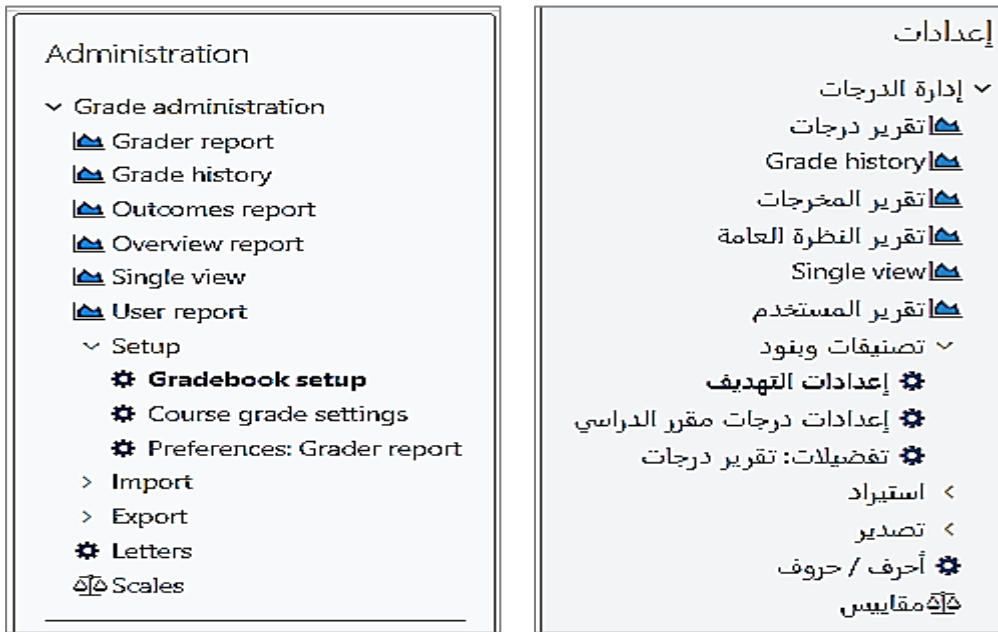 Administration
Grade administration
Grader report
Grade history
Outcomes report
Overview report
Single view
User report
Setup
Gradebook setup
Course grade settings
Preferences: Grader report
Import
Export
Letters
Scales
إعدادات
إدارة الدرجات
تقرير درجات
Grade history
تقرير المخرجات
تقرير النظرة العامة
Single view
تقرير المستخدم
تصنيفات وبنود
إعدادات التهديف
إعدادات درجات مقرر الدراسي
تفضيلات: تقرير درجات
استيراد
تصدير
أحرف / حروف
مقاييس